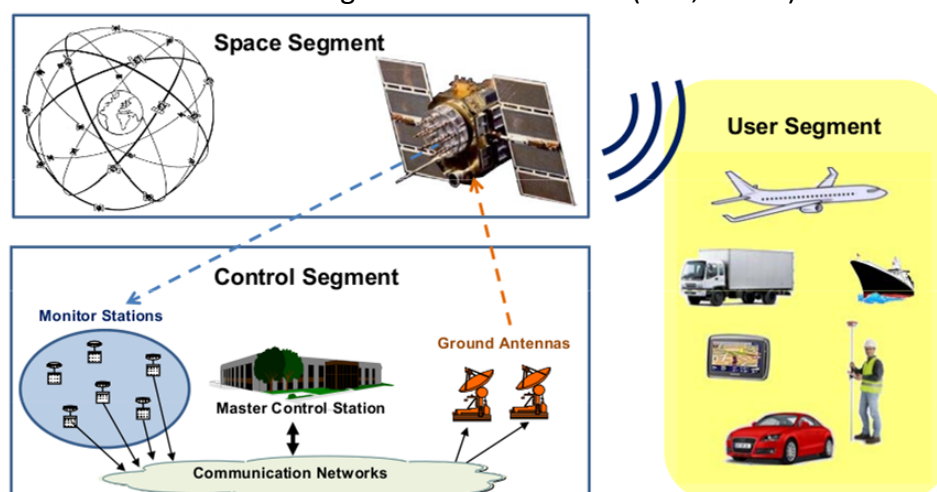 Space Segment
User Segment
Control Segment
Monitor Stations
Ground Antennas
Master Control Station
Communication Networks